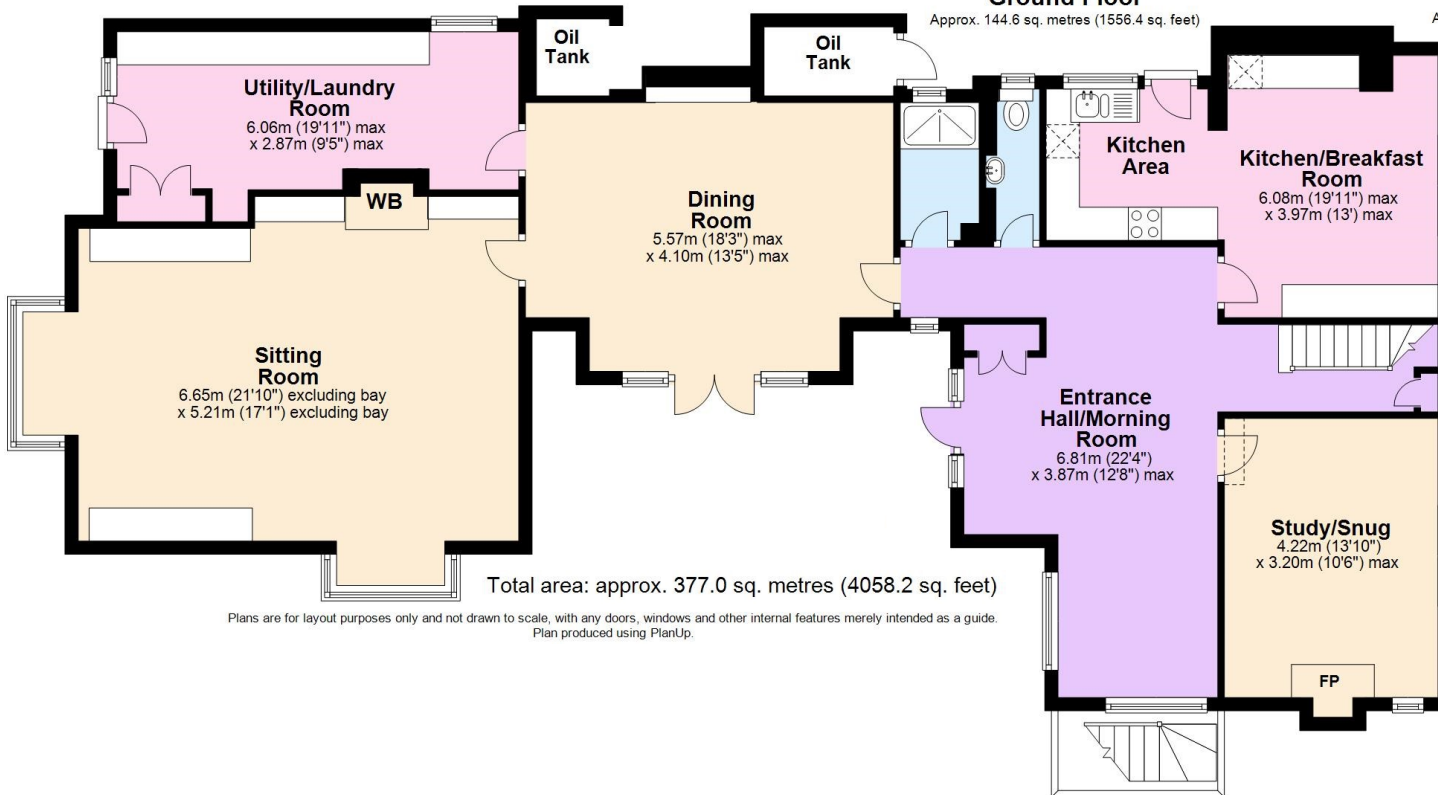 Ground Floor
Approx. 144.6 sq. metres (1556.4 sq. feet)
A
Oil
Tank
Oil
Tank
Utility/Laundry
Room
6.06m (19'11") max
x 2.87m (9'5") max
Kitchen
Area
Kitchen/Breakfast
Room
6.08m (19'11") max
x 3.97m (13') max
WB
Dining
Room
5.57m (18'3") max
x 4.10m (13'5") max
Sitting
Room
6.65m (21'10") excluding bay
x 5.21m (17'1") excluding bay
Entrance
Hall/Morning
Room
6.81m (22'4")
x 3.87m (12'8") max
Study/Snug
4.22m (13'10")
x 3.20m (10'6") max
FP
Total area: approx. 377.0 sq. metres (4058.2 sq. feet)
Plans are for layout purposes only and not drawn to scale, with any doors, windows and other internal features merely intended as a guide.
Plan produced using PlanUp.